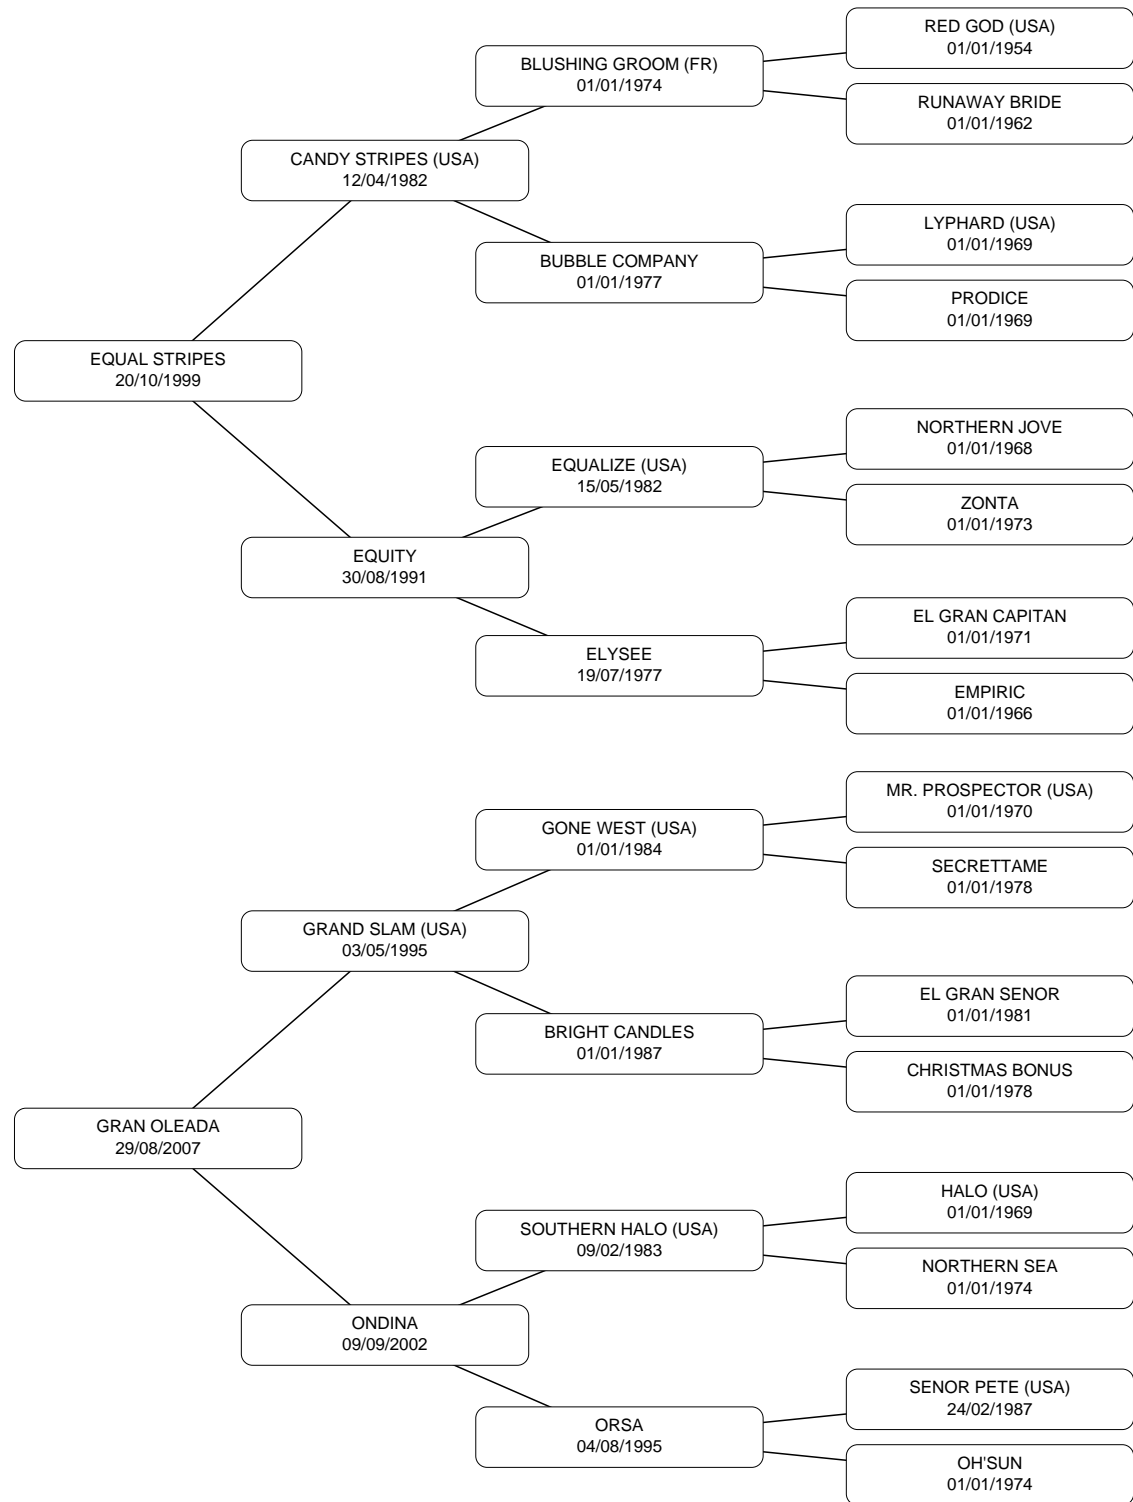 RED GOD (USA)
01/01/1954
BLUSHING GROOM (FR)
01/01/1974
RUNAWAY BRIDE
01/01/1962
CANDY STRIPES (USA)
12/04/1982
LYPHARD (USA)
01/01/1969
BUBBLE COMPANY
01/01/1977
PRODICE
01/01/1969
EQUAL STRIPES
20/10/1999
NORTHERN JOVE
01/01/1968
EQUALIZE (USA)
15/05/1982
ZONTA
01/01/1973
EQUITY
30/08/1991
EL GRAN CAPITAN
01/01/1971
ELYSEE
19/07/1977
EMPIRIC
01/01/1966
MR. PROSPECTOR (USA)
01/01/1970
GONE WEST (USA)
01/01/1984
SECRETTAME
01/01/1978
GRAND SLAM (USA)
03/05/1995
EL GRAN SENOR
01/01/1981
BRIGHT CANDLES
01/01/1987
CHRISTMAS BONUS
01/01/1978
GRAN OLEADA
29/08/2007
HALO (USA)
01/01/1969
SOUTHERN HALO (USA)
09/02/1983
NORTHERN SEA
01/01/1974
ONDINA
09/09/2002
SENOR PETE (USA)
24/02/1987
ORSA
04/08/1995
OH'SUN
01/01/1974